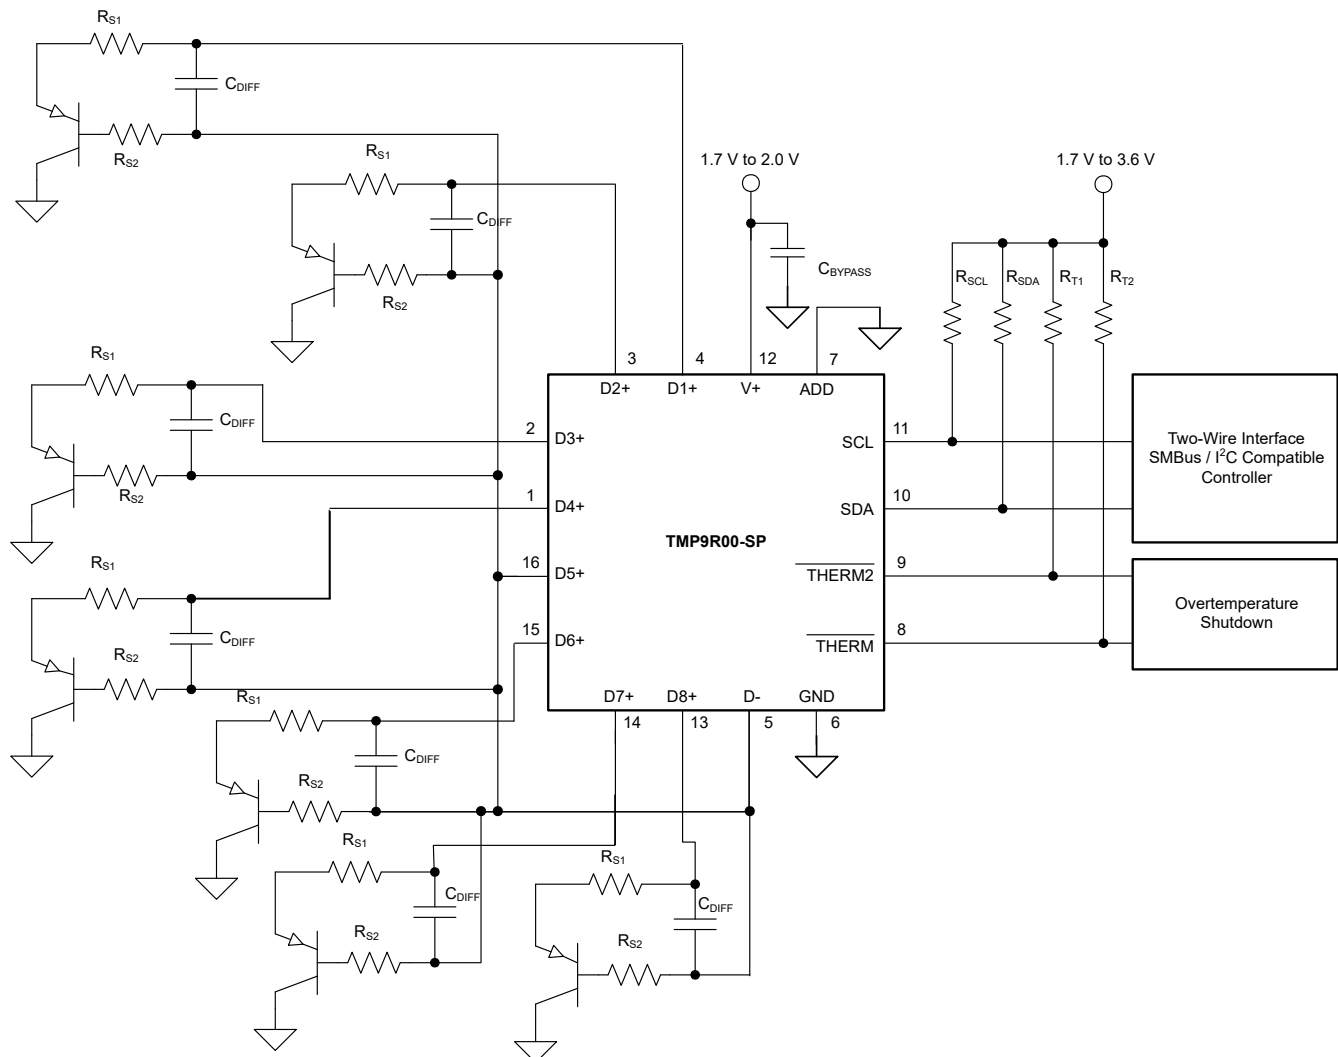 RS1
CDIFF
RS2
RS1
CDIFF
RS2
1.7 V to 2.0 V
1.7 V to 3.6 V
CBYPASS
RSCL
RSDA
RT1
RT2
RS1
CDIFF
RS2
3
4
12
7
D2+
D1+
V+
ADD
2
D3+
SCL
11
1
D4+
SDA
10
TMP9R00-SP
16
D5+
THERM2
9
15
D6+
THERM
8
D7+
D8+
D-
GND
14
13
5
6
Two-Wire Interface
SMBus / I²C Compatible
Controller
Overtemperature
Shutdown
RS1
CDIFF
RS2
RS1
CDIFF
RS2
RS1
CDIFF
RS2
RS1
CDIFF
RS2